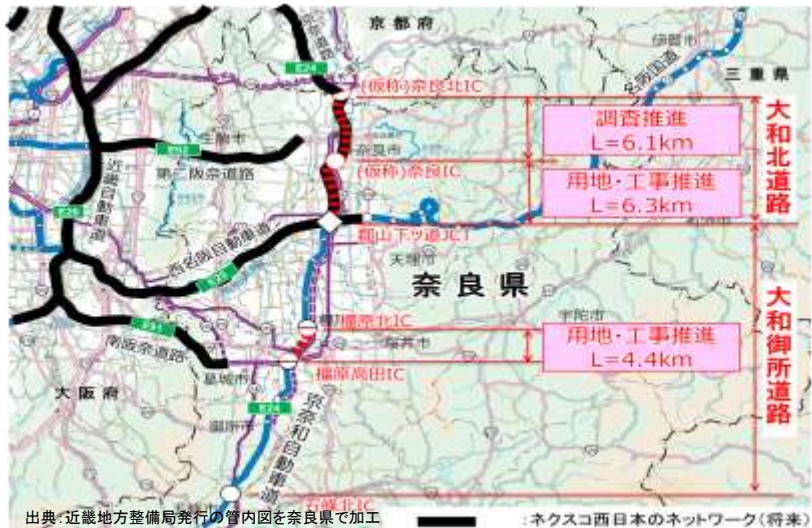 京都府
伊賀市
三重県
名阪国道
E24
(仮称)奈良北IC
調査推進
L=6.1km
大和北道路
生駒市
奈良市
E92
第二阪奈道路
(仮称)奈良IC
用地・工事推進
L=6.3km
近畿自動車道
E26
西名阪自動車道
E25
郡山下ツ道JCT
天理市
奈良県
大和御所道路
橿原北IC
宇陀市
桜井市
用地・工事推進
L=4.4km
E91
南阪奈道路
橿原高田IC
大阪府
葛城市
E24
御所市
京奈和自動車道
五條北IC
出典:近畿地方整備局発行の管内図を奈良県で加工
:ネクスコ西日本のネットワーク(将来)